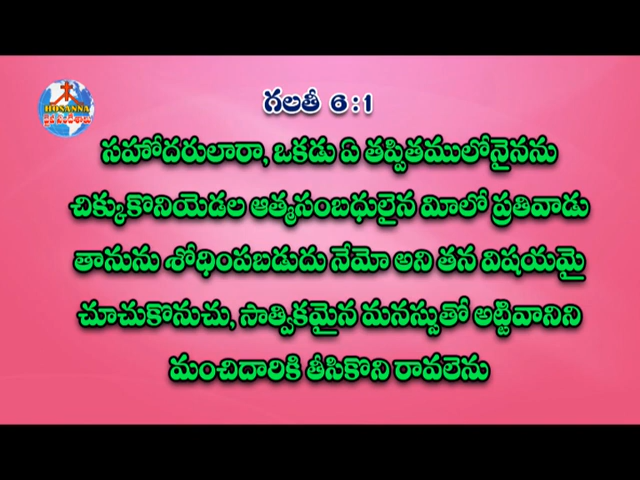 HOSANNA
దైవ సందేశాలు
గలతీ 6:1
సహోదరులారా, ఒకడు ఏ తప్పితములోనైనను
చిక్కుకొనియెడల ఆత్మసంబధులైన మీలో ప్రతివాడు
తానును శోధింపబడుదు నేమో అని తన విషయమై
చూచుకొనుచు, సాత్వికమైన మనస్సుతో అట్టివానిని
మంచిదారికి తీసికొని రావలెను